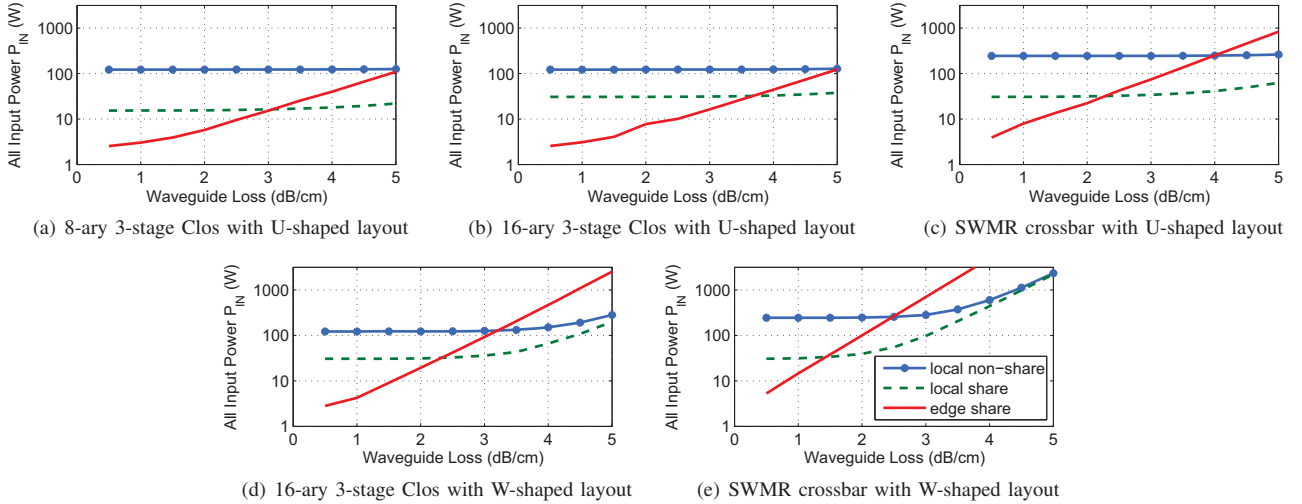 All Input Power P_IN (W)
1000
100
10
1
0 1 2 3 4 5
Waveguide Loss (dB/cm)
(a) 8-ary 3-stage Clos with U-shaped layout
All Input Power P_IN (W)
1000
100
10
1
0 1 2 3 4 5
Waveguide Loss (dB/cm)
(b) 16-ary 3-stage Clos with U-shaped layout
All Input Power P_IN (W)
1000
100
10
1
0 1 2 3 4 5
Waveguide Loss (dB/cm)
(c) SWMR crossbar with U-shaped layout
All Input Power P_IN (W)
1000
100
10
1
0 1 2 3 4 5
Waveguide Loss (dB/cm)
(d) 16-ary 3-stage Clos with W-shaped layout
All Input Power P_IN (W)
1000
100
10
1
0 1 2 3 4 5
Waveguide Loss (dB/cm)
local non−share
local share
edge share
(e) SWMR crossbar with W-shaped layout